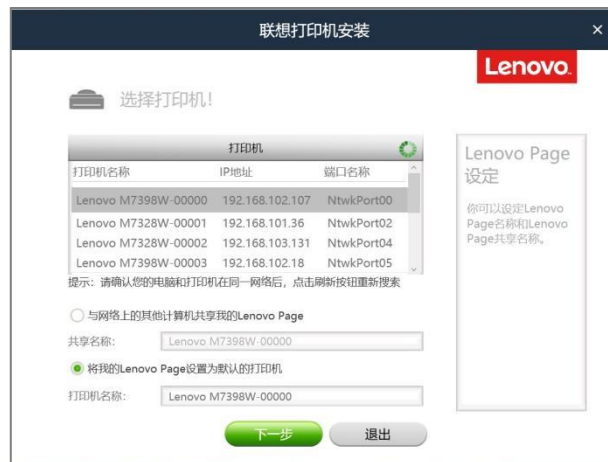 联想打印机安装
×
Lenovo.
选择打印机!
打印机
打印机名称 IP地址 端口名称
Lenovo M7398W-00000 192.168.102.107 NtwkPort00
Lenovo M7328W-00001 192.168.101.36 NtwkPort02
Lenovo M7328W-00002 192.168.103.131 NtwkPort04
Lenovo M7398W-00003 192.168.102.18 NtwkPort05
提示：请确认您的电脑和打印机在同一网络后，点击刷新按钮重新搜索
与网络上的其他计算机共享我的Lenovo Page
共享名称: Lenovo M7398W-00000
将我的Lenovo Page设置为默认的打印机
打印机名称: Lenovo M7398W-00000
下一步 退出
Lenovo Page
设定
你可以设定Lenovo
Page名称和Lenovo
Page共享名称。